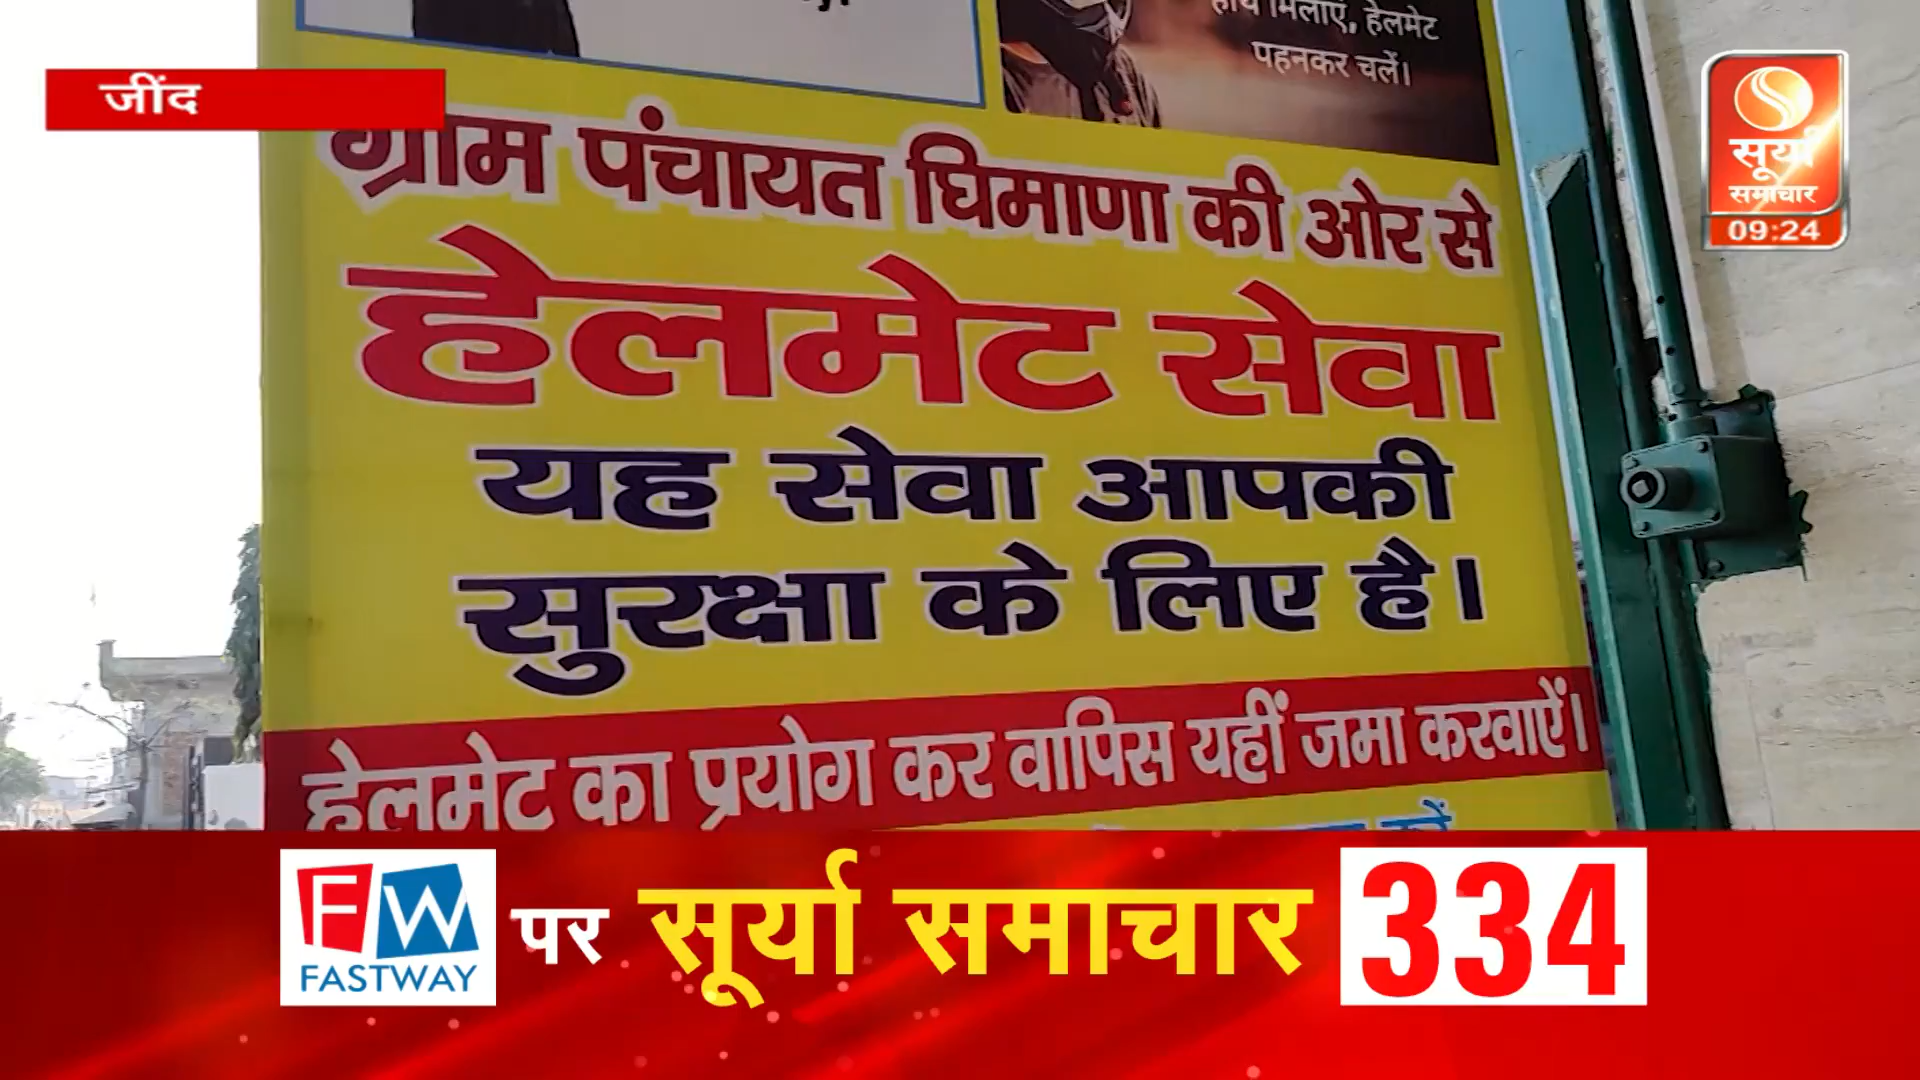 हाथ मिलाएं, हेलमेट
पहनकर चलें।
जींद
सूर्या
समाचार
09:24
ग्राम पंचायत घिमाणा की ओर से
हेलमेट सेवा
यह सेवा आपकी
सुरक्षा के लिए है।
हेलमेट का प्रयोग कर वापिस यहीं जमा करवाऐं।
FW
FASTWAY
पर सूर्या समाचार 334